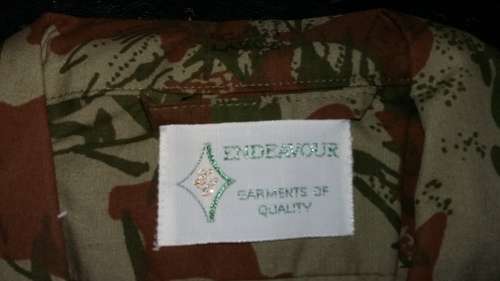 ENDEAVOUR
GARMENTS OF
QUALITY